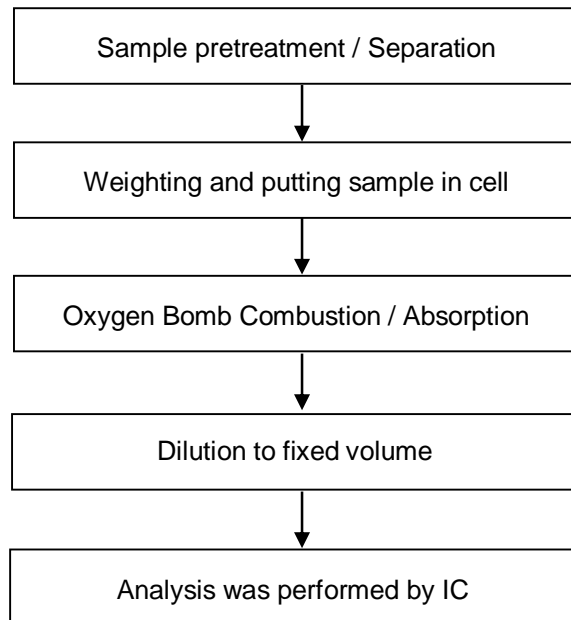 Sample pretreatment / Separation
Weighting and putting sample in cell
Oxygen Bomb Combustion / Absorption
Dilution to fixed volume
Analysis was performed by IC